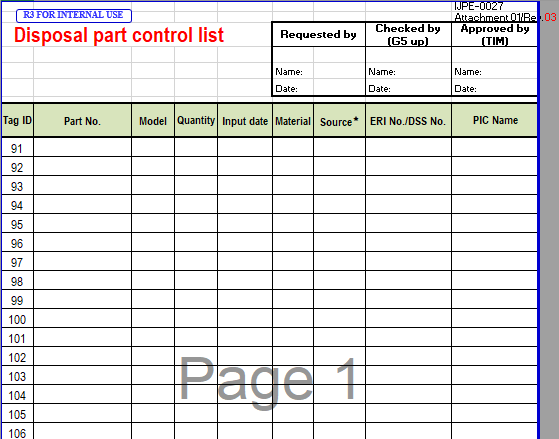 IJPE-0027
R3 FOR INTERNAL USE
Attachment 01/Rev.03
Disposal part control list
Requested by
Checked by
(G5 up)
Approved by
(TIM)
Name: Name: Name:
Date: Date: Date:
Tag ID Part No. Model Quantity Input date Material Source* ERI No./DSS No. PIC Name
91
92
93
94
95
96
97
98
99
100
101
102
103
104
105
106
Page 1